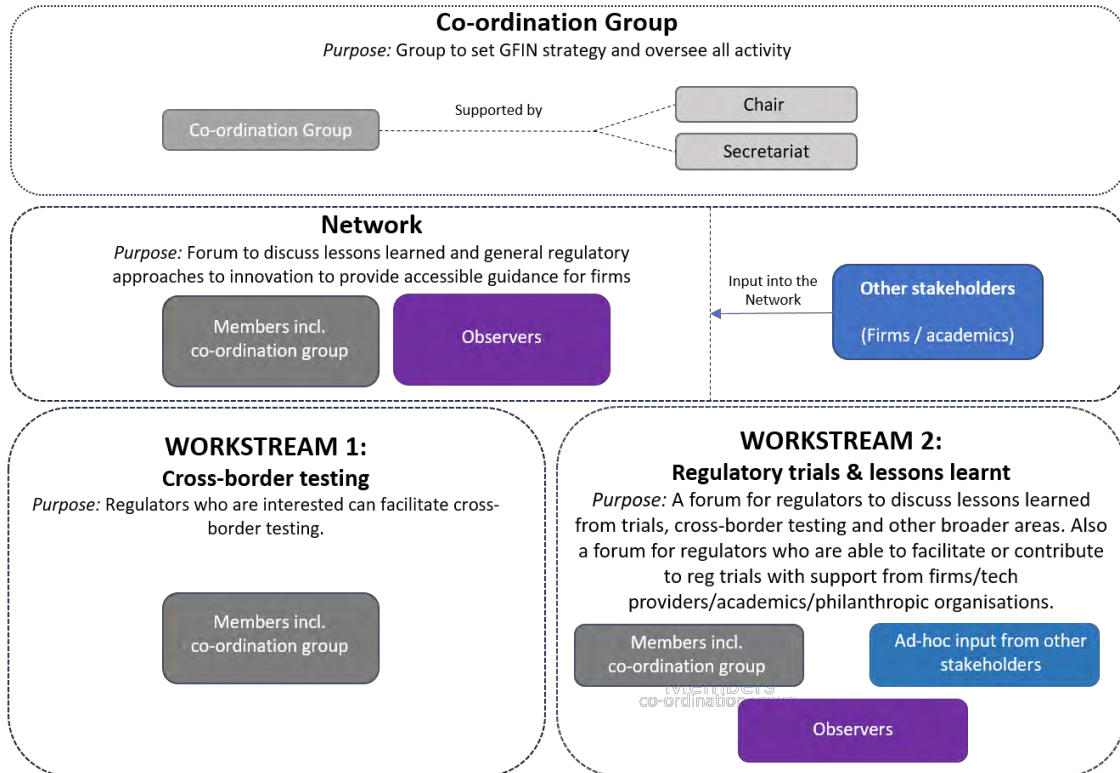 Co-ordination Group
Purpose: Group to set GFIN strategy and oversee all activity
Co-ordination Group
Supported by
Chair
Secretariat
Network
Purpose: Forum to discuss lessons learned and general regulatory
approaches to innovation to provide accessible guidance for firms
Members incl.
co-ordination group
Observers
Input into the
Network
Other stakeholders
(Firms / academics)
WORKSTREAM 1:
Cross-border testing
Purpose: Regulators who are interested can facilitate cross-
border testing.
Members incl.
co-ordination group
WORKSTREAM 2:
Regulatory trials & lessons learnt
Purpose: A forum for regulators to discuss lessons learned
from trials, cross-border testing and other broader areas. Also
a forum for regulators who are able to facilitate or contribute
to reg trials with support from firms/tech
providers/academics/philanthropic organisations.
Members incl.
co-ordination group
Ad-hoc input from other
stakeholders
Members
co-ordination group
Observers